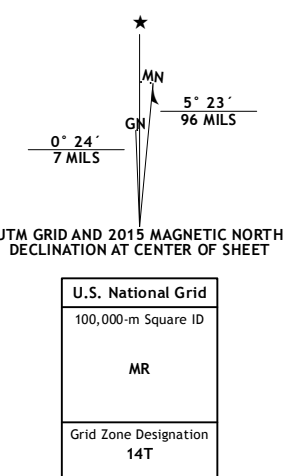 MN
5° 23´
96 MILS
GN
0° 24´
7 MILS
UTM GRID AND 2015 MAGNETIC NORTH
DECLINATION AT CENTER OF SHEET
U.S. National Grid
100,000-m Square ID
MR
Grid Zone Designation
14T